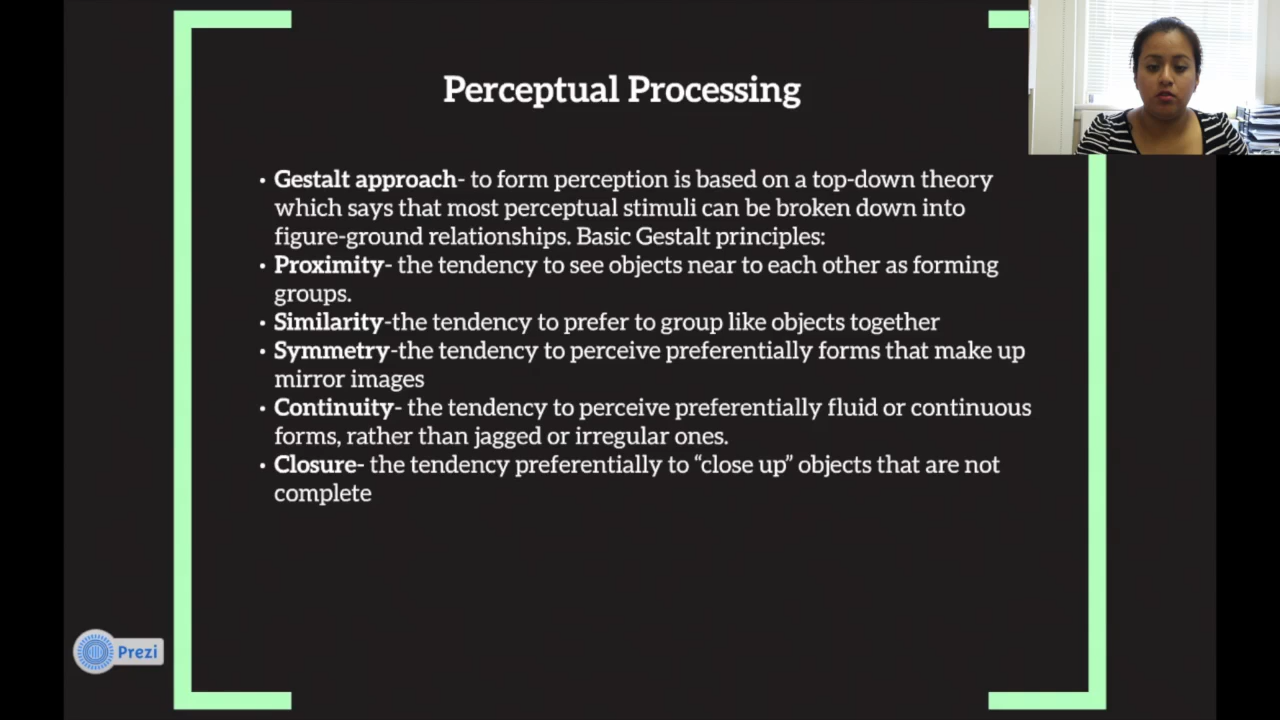 Perceptual Processing
• Gestalt approach- to form perception is based on a top-down theory
which says that most perceptual stimuli can be broken down into
figure-ground relationships. Basic Gestalt principles:
• Proximity- the tendency to see objects near to each other as forming
groups.
• Similarity-the tendency to prefer to group like objects together
• Symmetry-the tendency to perceive preferentially forms that make up
mirror images
• Continuity- the tendency to perceive preferentially fluid or continuous
forms, rather than jagged or irregular ones.
• Closure- the tendency preferentially to “close up” objects that are not
complete
Prezi